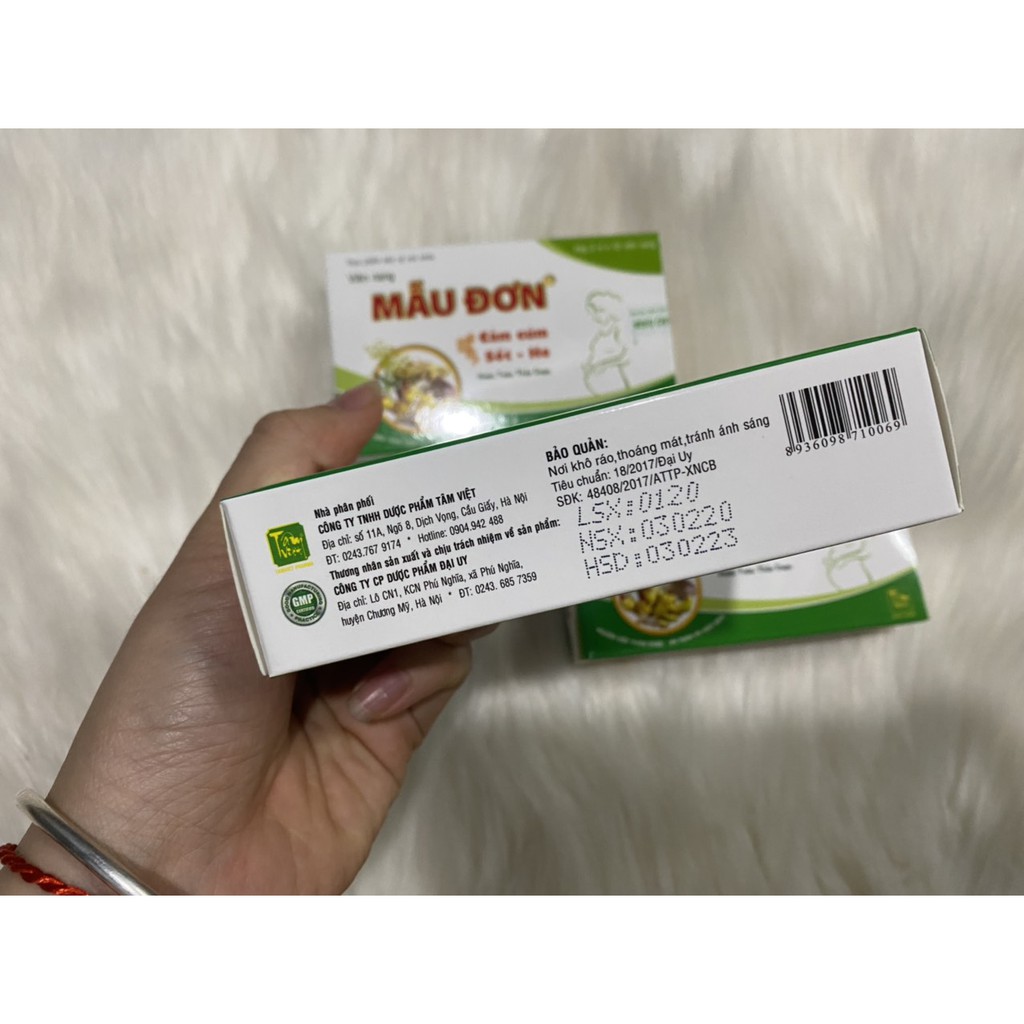 Viên nang
MẪU ĐƠN
Cảm cúm
Sốt - Ho
BẢO QUẢN:
Nơi khô ráo,thoáng mát,tránh ánh sáng
Tiêu chuẩn: 18/2017/Đại Uy
SĐK: 48408/2017/ATTP-XNCB
LSX:0120
NSX:030220
HSD:030223
8936098710069
Nhà phân phối
CÔNG TY TNHH DƯỢC PHẨM TÂM VIỆT
Địa chỉ: số 11A, Ngõ 8, Dịch Vọng, Cầu Giấy, Hà Nội
ĐT: 0243.767 9174 • Hotline: 0904.942 488
Thương nhân sản xuất và chịu trách nhiệm về sản phẩm:
CÔNG TY CP DƯỢC PHẨM ĐẠI UY
Địa chỉ: Lô CN1, KCN Phú Nghĩa, xã Phú Nghĩa,
huyện Chương Mỹ, Hà Nội • ĐT: 0243. 685 7359
GMP